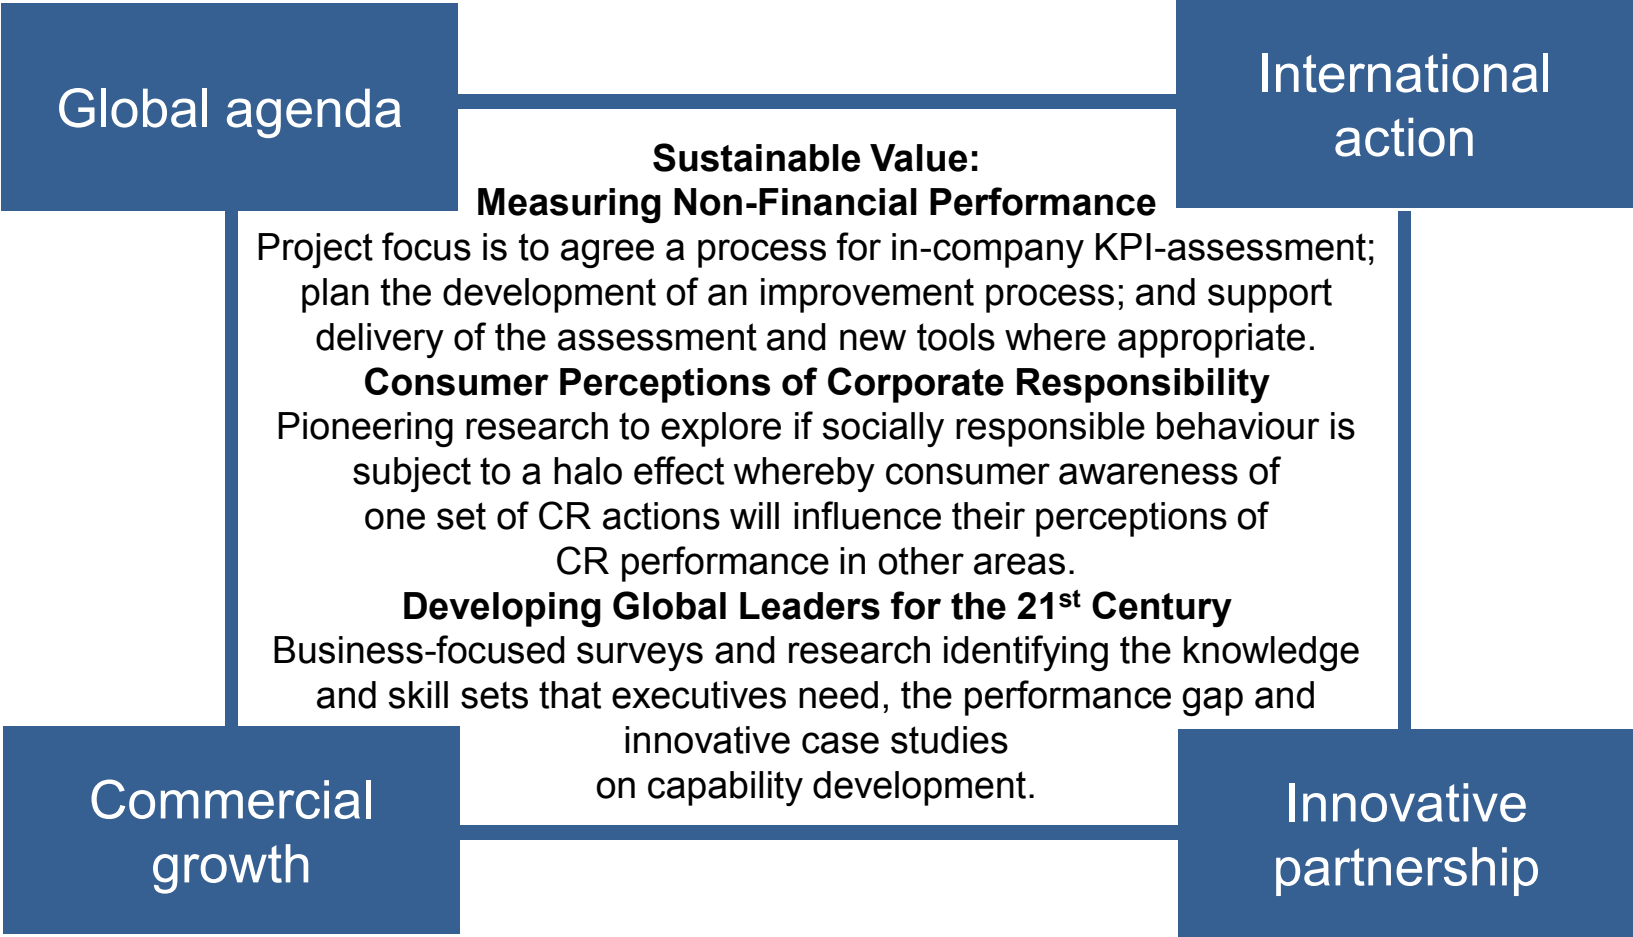 Global agenda
International
action
Sustainable Value:
Measuring Non-Financial Performance
Project focus is to agree a process for in-company KPI-assessment;
plan the development of an improvement process; and support
delivery of the assessment and new tools where appropriate.
Consumer Perceptions of Corporate Responsibility
Pioneering research to explore if socially responsible behaviour is
subject to a halo effect whereby consumer awareness of
one set of CR actions will influence their perceptions of
CR performance in other areas.
Developing Global Leaders for the 21st Century
Business-focused surveys and research identifying the knowledge
and skill sets that executives need, the performance gap and
innovative case studies
on capability development.
Commercial
growth
Innovative
partnership